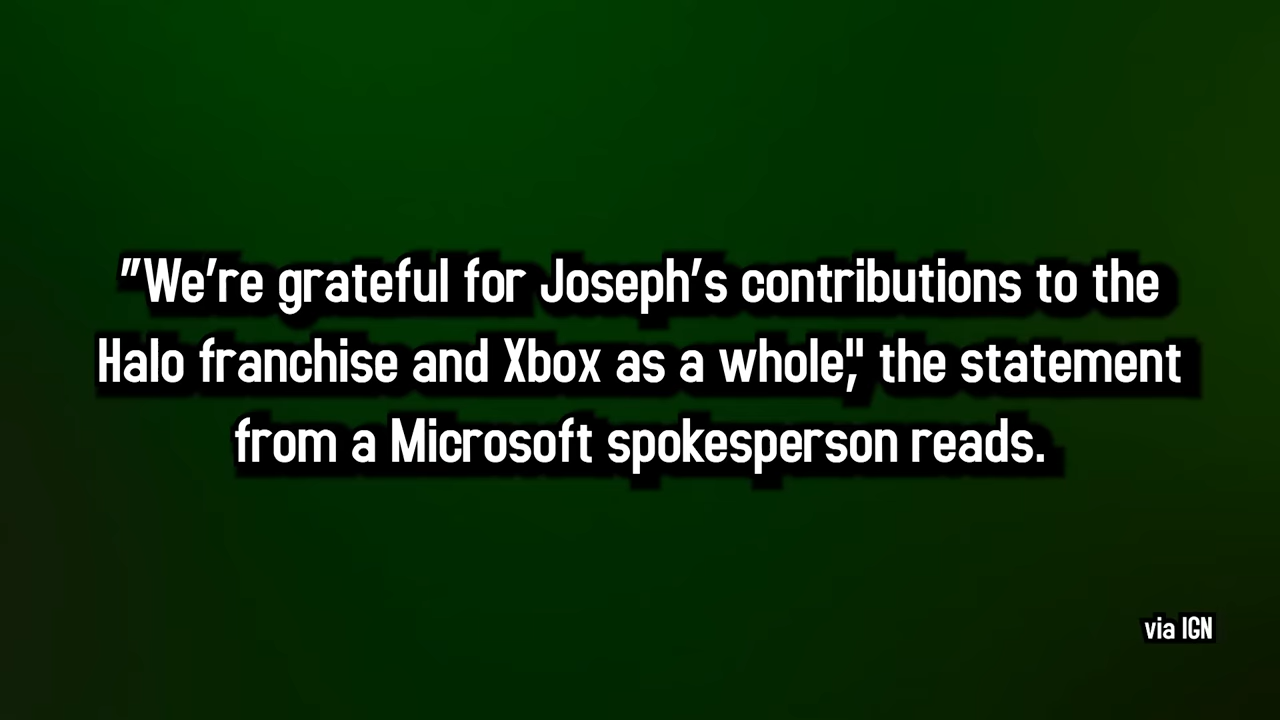 "We're grateful for Joseph's contributions to the
Halo franchise and Xbox as a whole," the statement
from a Microsoft spokesperson reads.
via IGN